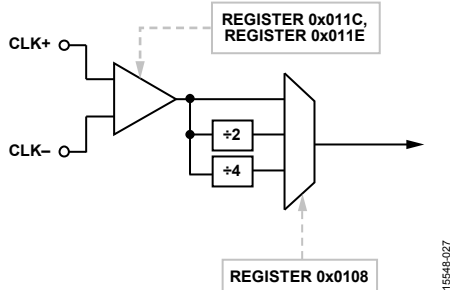 REGISTER 0x011C,
REGISTER 0x011E
CLK+
CLK–
÷2
÷4
REGISTER 0x0108
15548-027